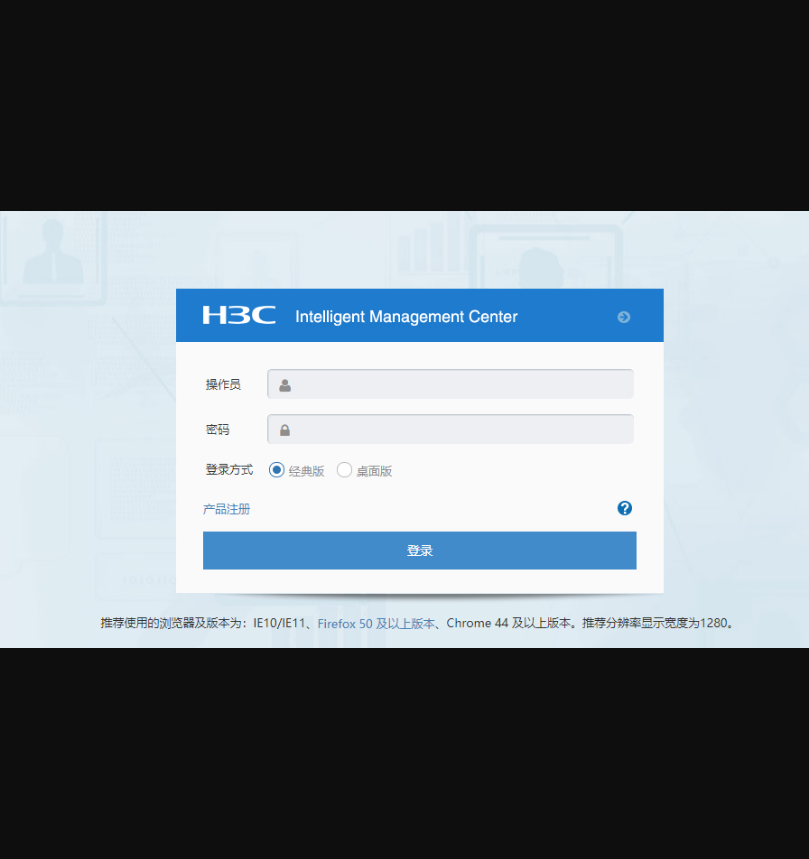 H3C Intelligent Management Center
操作员
密码
登录方式 经典版 桌面版
产品注册
登录
推荐使用的浏览器及版本为：IE10/IE11、Firefox 50 及以上版本、Chrome 44 及以上版本。推荐分辨率显示宽度为1280。